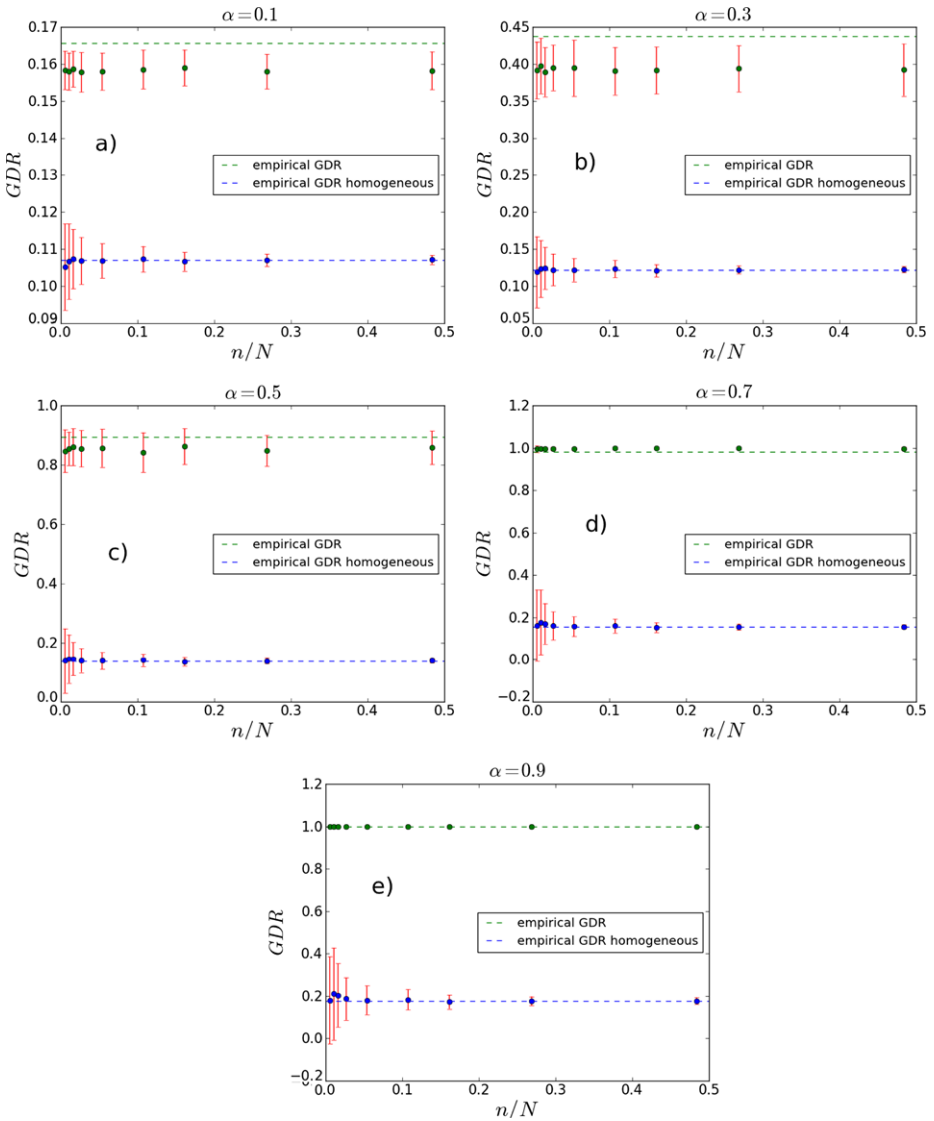 α=0.1
0.17
0.16
0.15
0.14
0.13
0.12
0.11
0.10
0.09
GDR
a)
empirical GDR
empirical GDR homogeneous
0.0 0.1 0.2 0.3 0.4 0.5
n/N
α=0.3
0.45
0.40
0.35
0.30
0.25
0.20
0.15
0.10
0.05
GDR
b)
empirical GDR
empirical GDR homogeneous
0.0 0.1 0.2 0.3 0.4 0.5
n/N
α=0.5
1.0
0.8
0.6
0.4
0.2
0.0
GDR
c)
empirical GDR
empirical GDR homogeneous
0.0 0.1 0.2 0.3 0.4 0.5
n/N
α=0.7
1.2
1.0
0.8
0.6
0.4
0.2
0.0
−0.2
GDR
d)
empirical GDR
empirical GDR homogeneous
0.0 0.1 0.2 0.3 0.4 0.5
n/N
α=0.9
1.2
1.0
0.8
0.6
0.4
0.2
0.0
−0.2
GDR
e)
empirical GDR
empirical GDR homogeneous
0.0 0.1 0.2 0.3 0.4 0.5
n/N